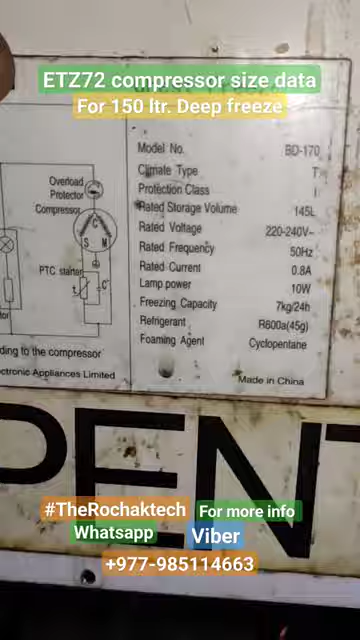 ETZ72 compressor size data
For 150 ltr. Deep freeze
Model No. BD-170
Climate Type T
Protection Class I
Rated Storage Volume 145L
Rated Voltage 220-240V~
Rated Frequency 50Hz
Rated Current 0.8A
Lamp power 10W
Freezing Capacity 7kg/24h
Refrigerant R600a(45g)
Foaming Agent Cyclopentane
Made in China
Overload
Protector
Compressor
C
S M
PTC starter
t C
tor
ding to the compressor
ectronic Appliances Limited
PENT
#TheRochaktech
For more info
Whatsapp
Viber
+977-985114663